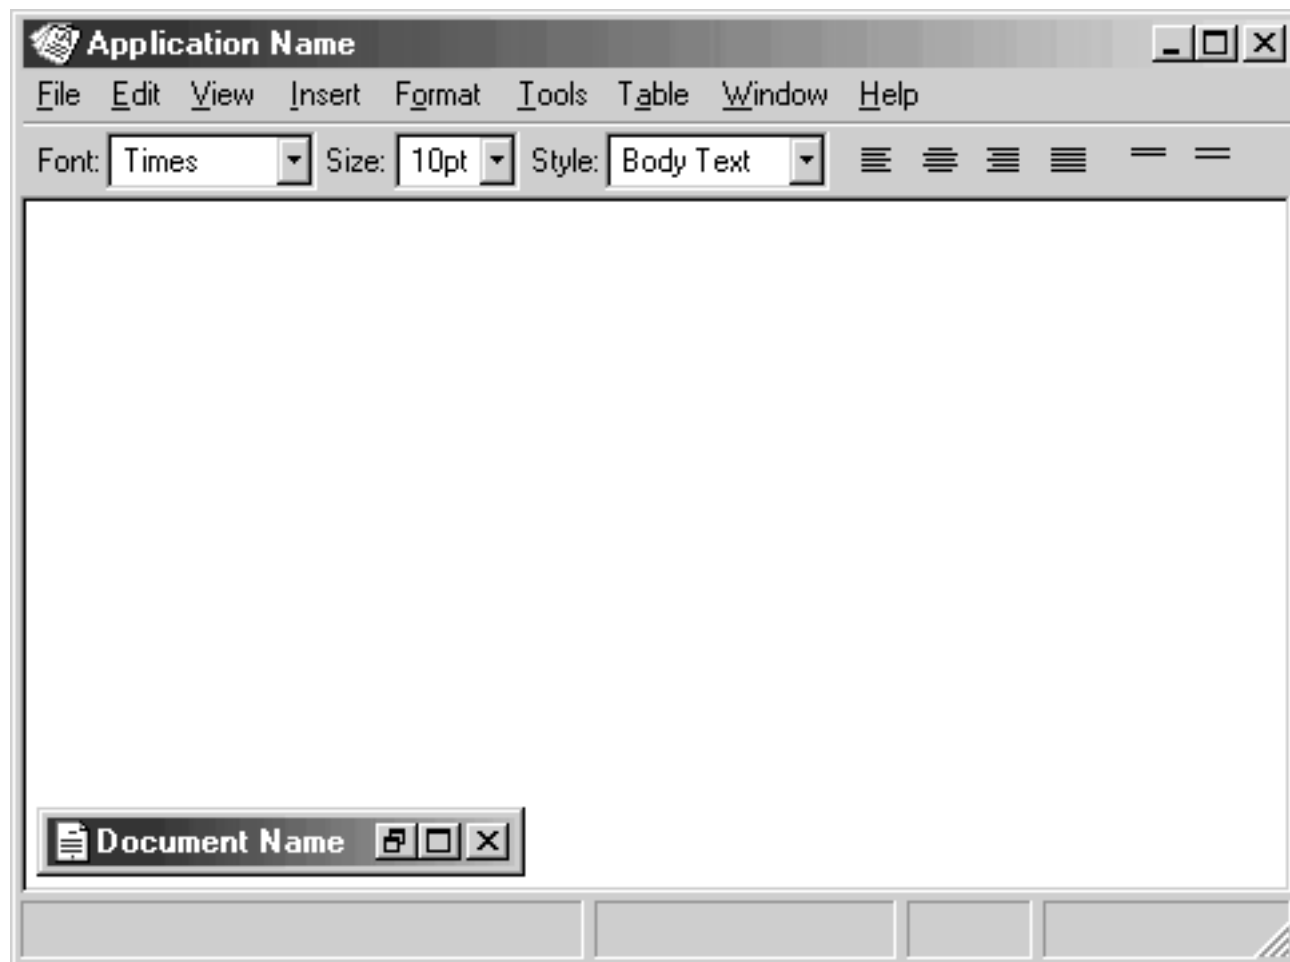 Application Name
File Edit View Insert Format Tools Table Window Help
Font: Times Size: 10pt Style: Body Text
Document Name